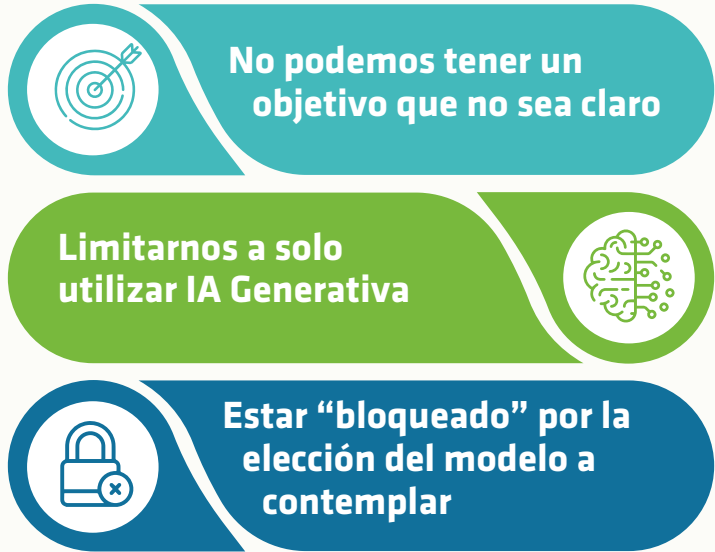 No podemos tener un
objetivo que no sea claro
Limitarnos a solo
utilizar IA Generativa
Estar “bloqueado” por la
elección del modelo a
contemplar